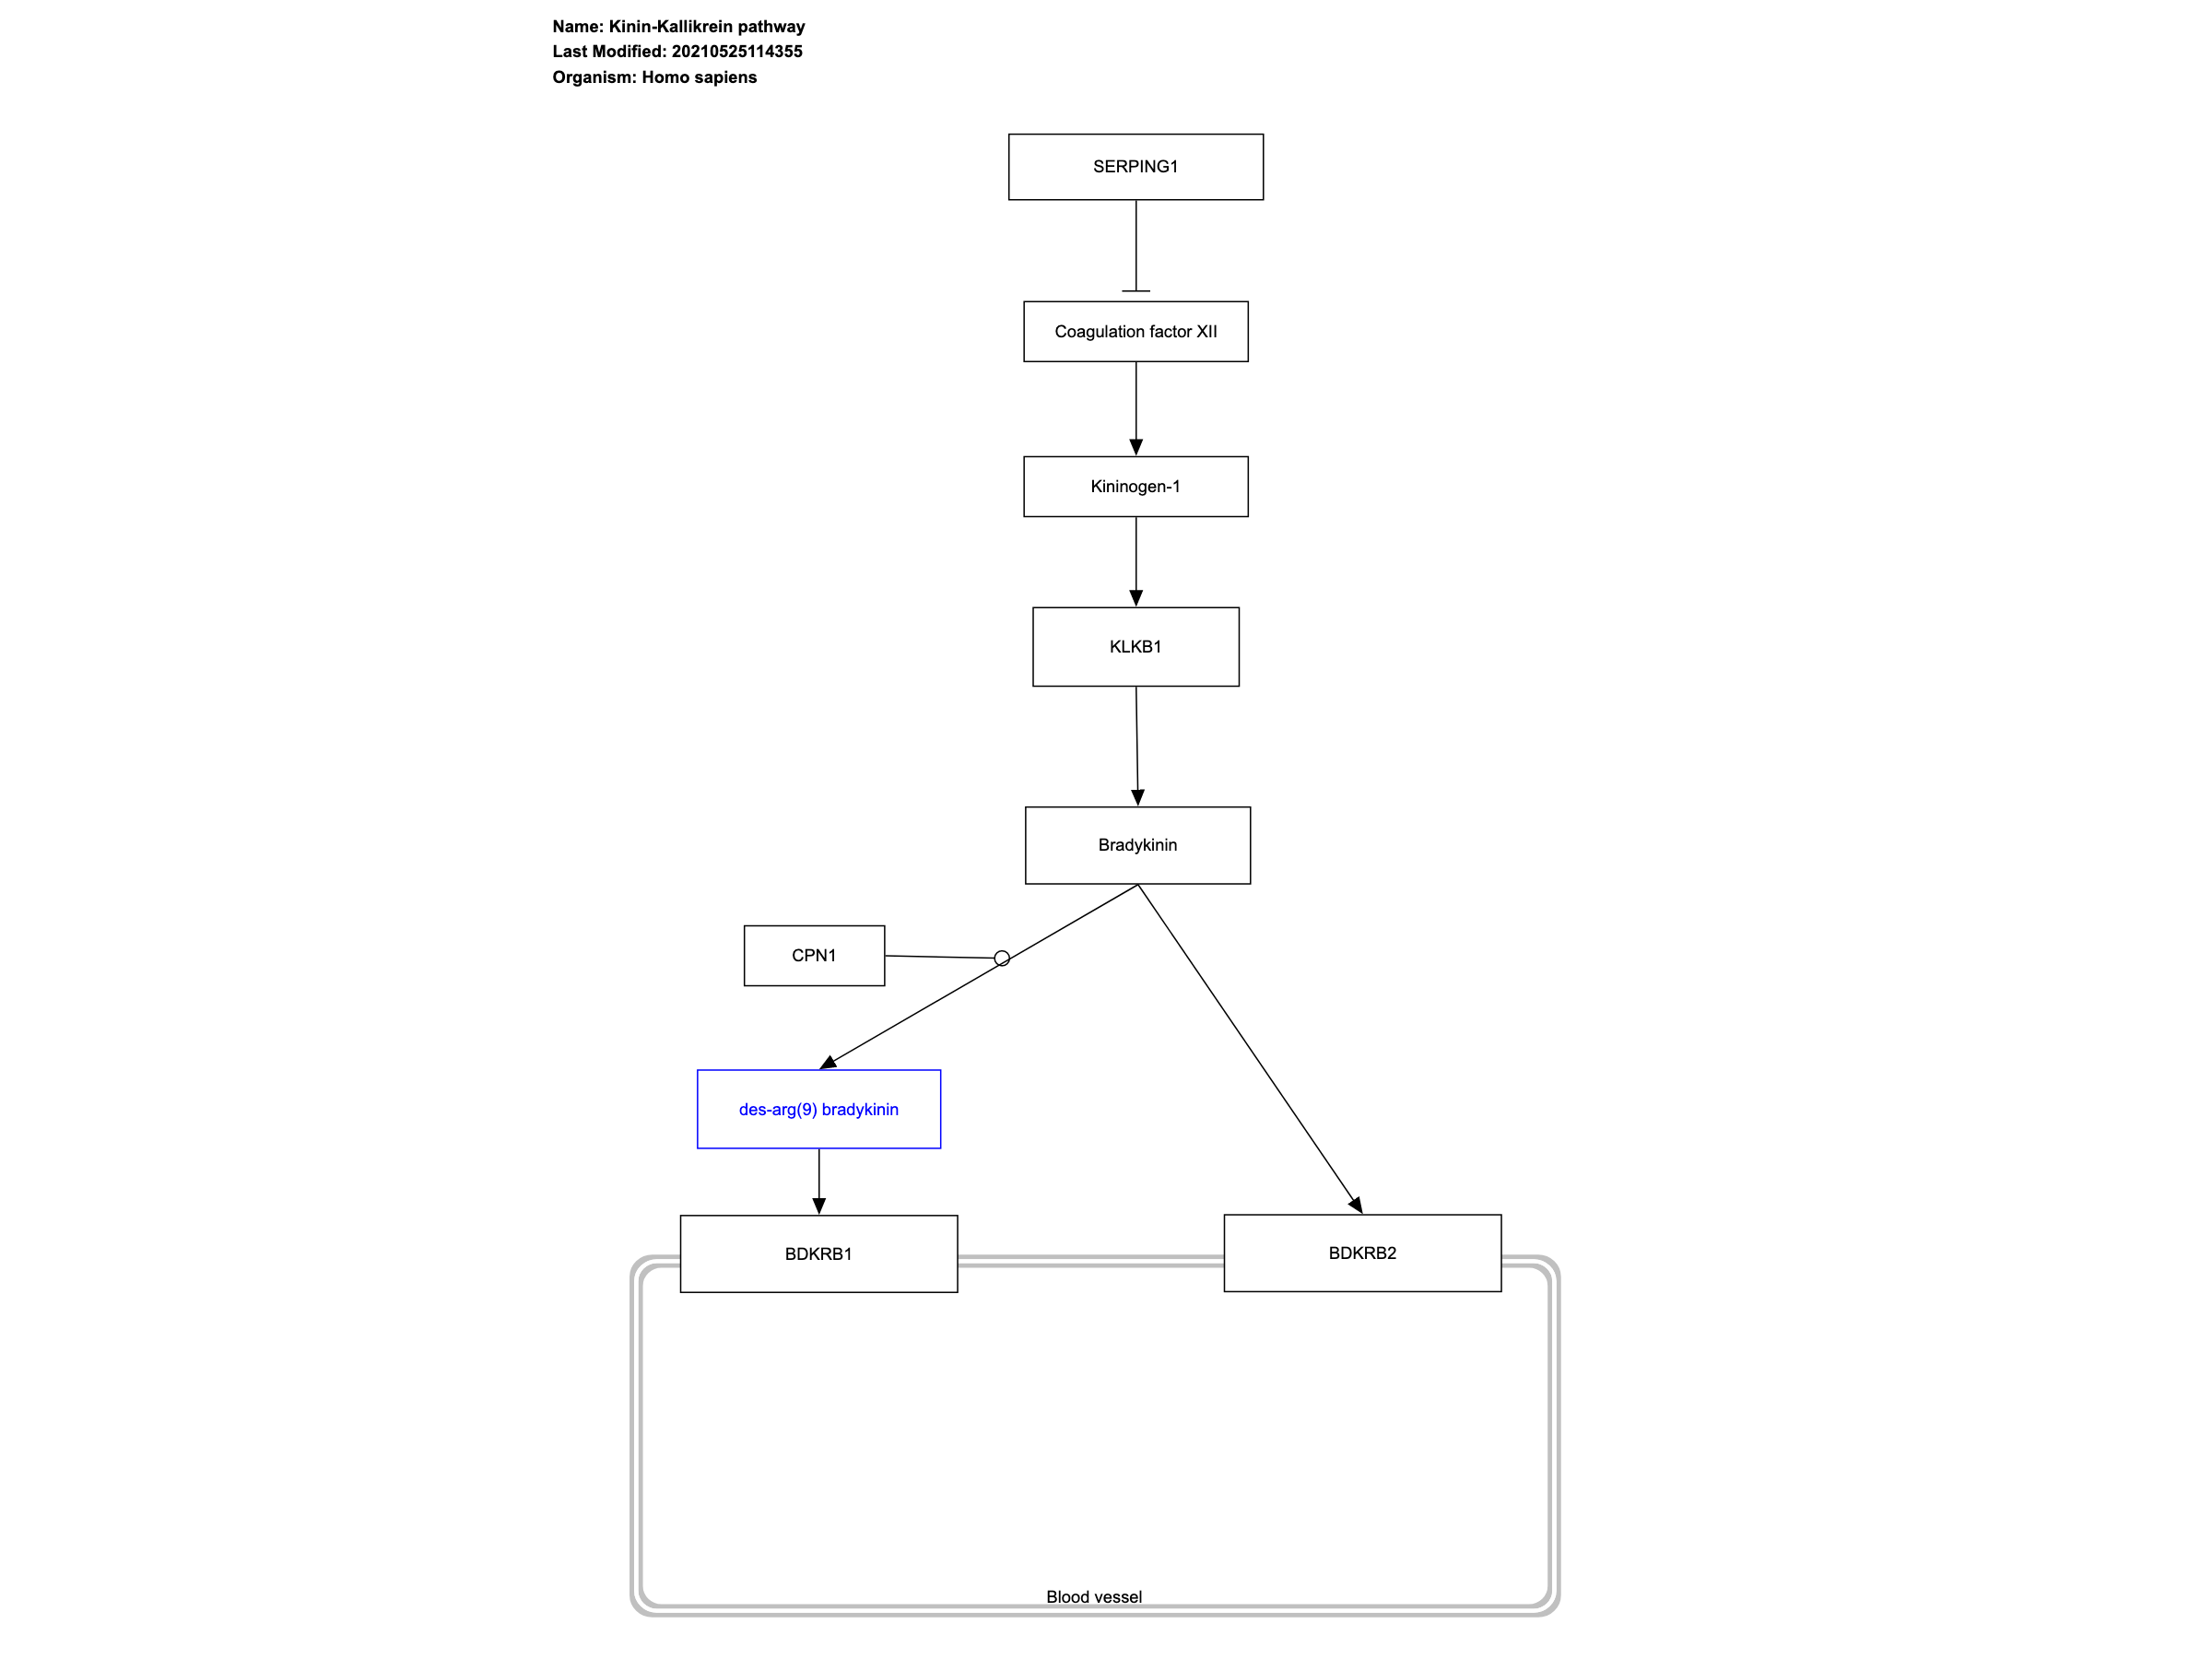 Name: Kinin-Kallikrein pathway
Last Modified: 20210525114355
Organism: Homo sapiens
SERPING1
Coagulation factor XII
Kininogen-1
KLKB1
Bradykinin
CPN1
des-arg(9) bradykinin
BDKRB1
BDKRB2
Blood vessel